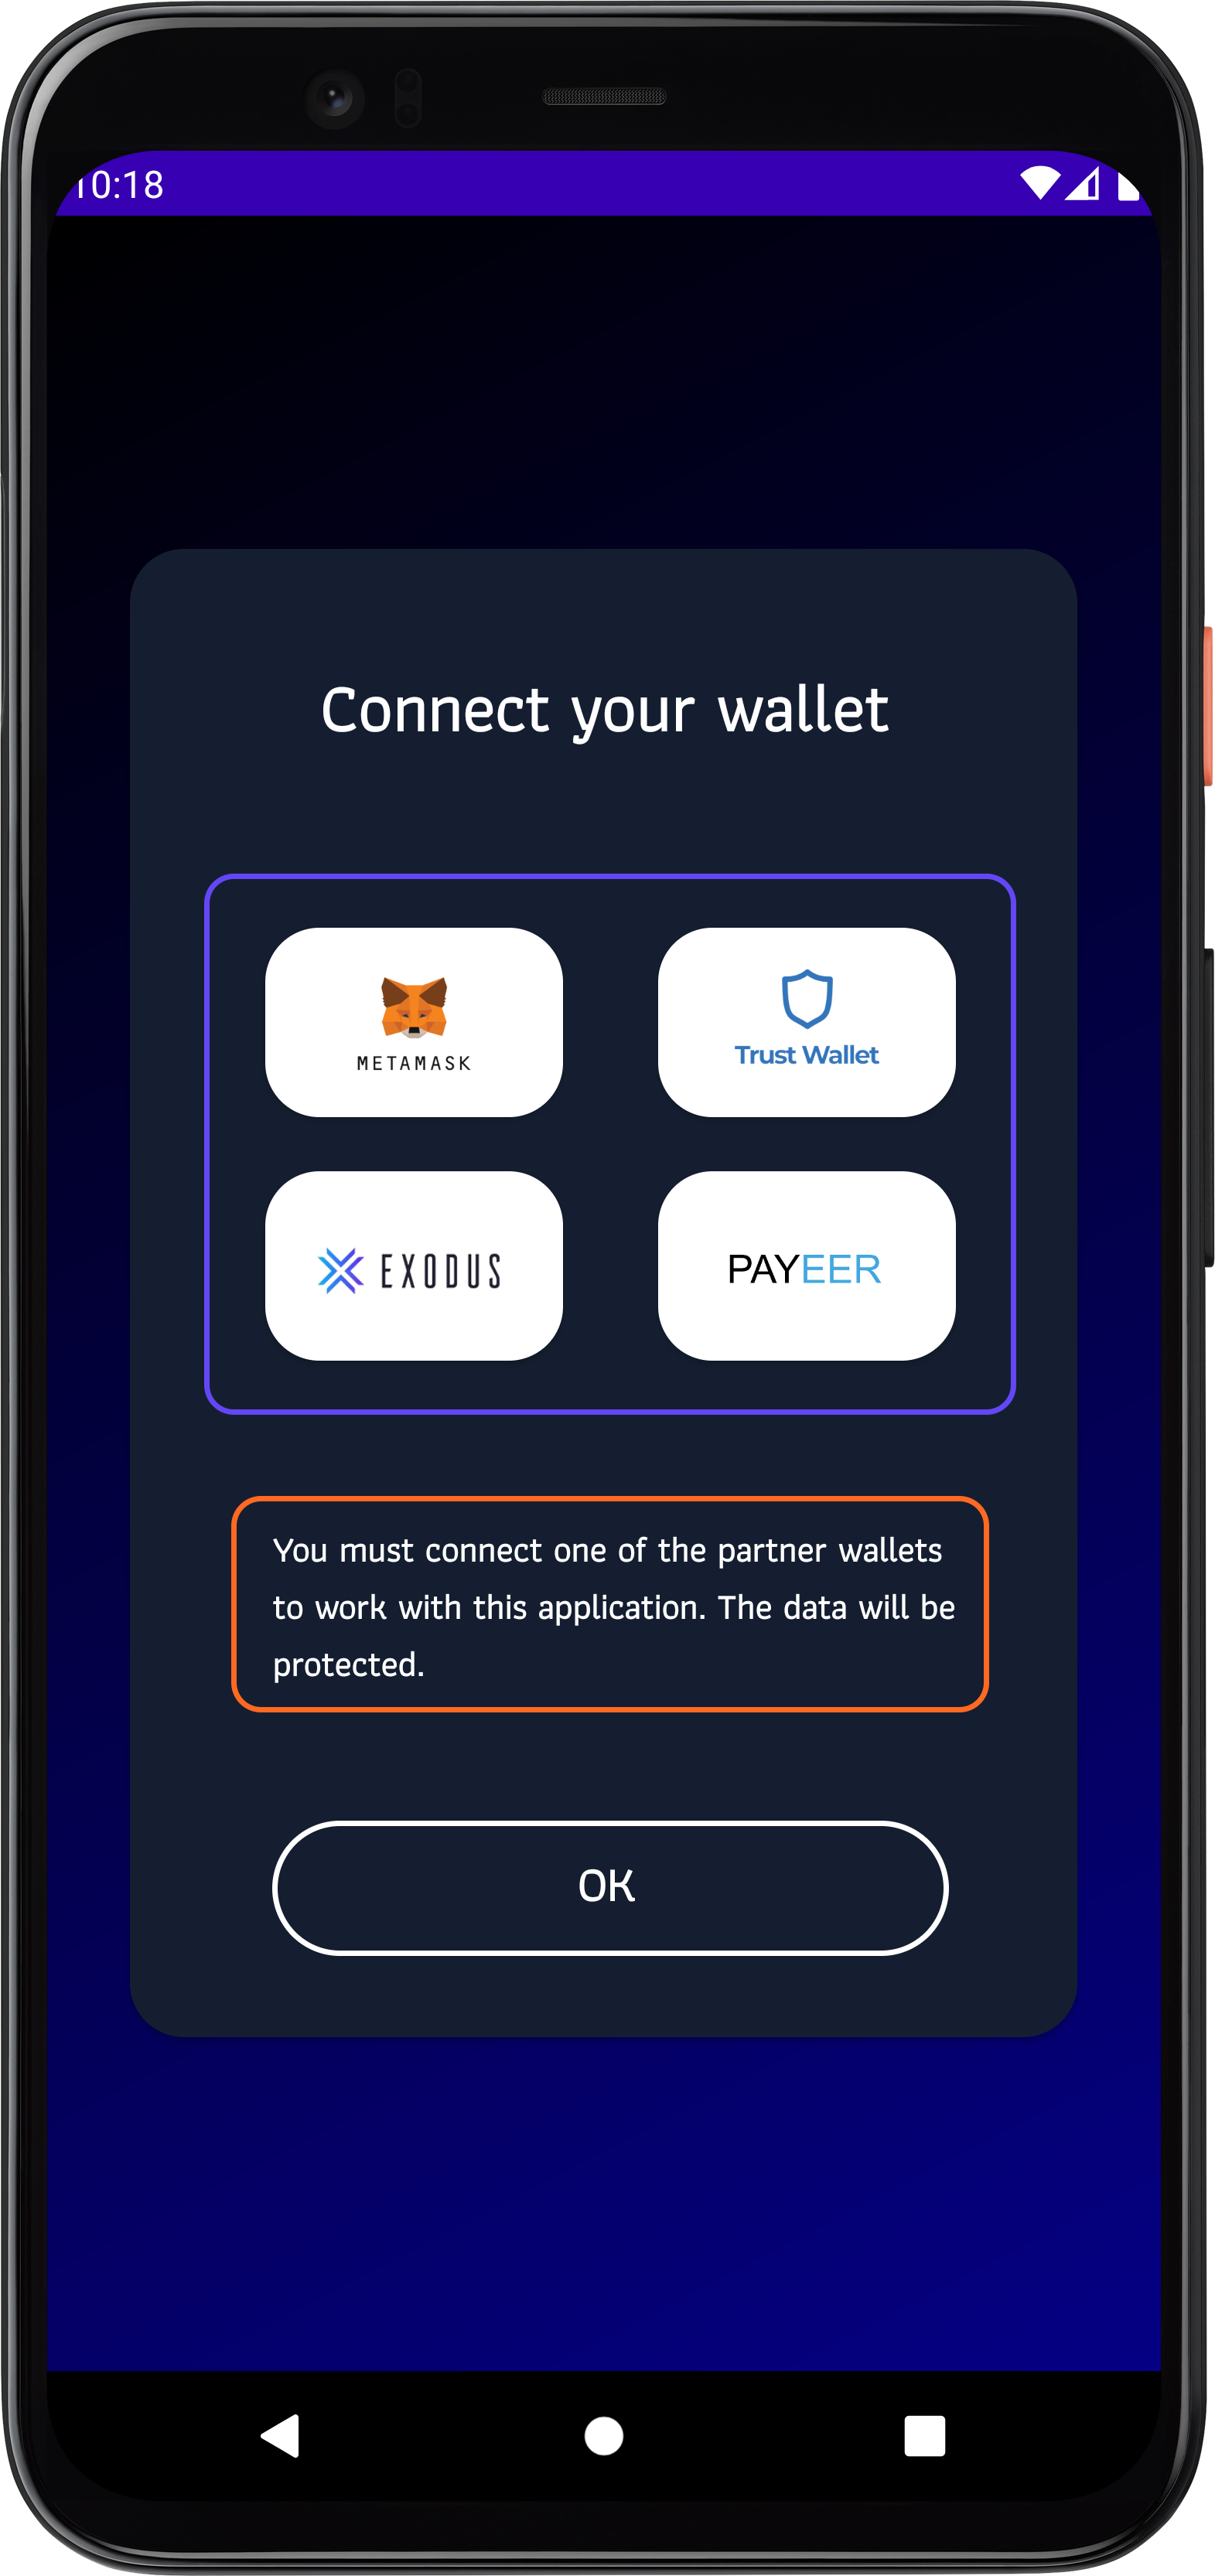 10:18
Connect your wallet
METAMASK
Trust Wallet
EXODUS
PAYEER
You must connect one of the partner wallets
to work with this application. The data will be
protected.
OK